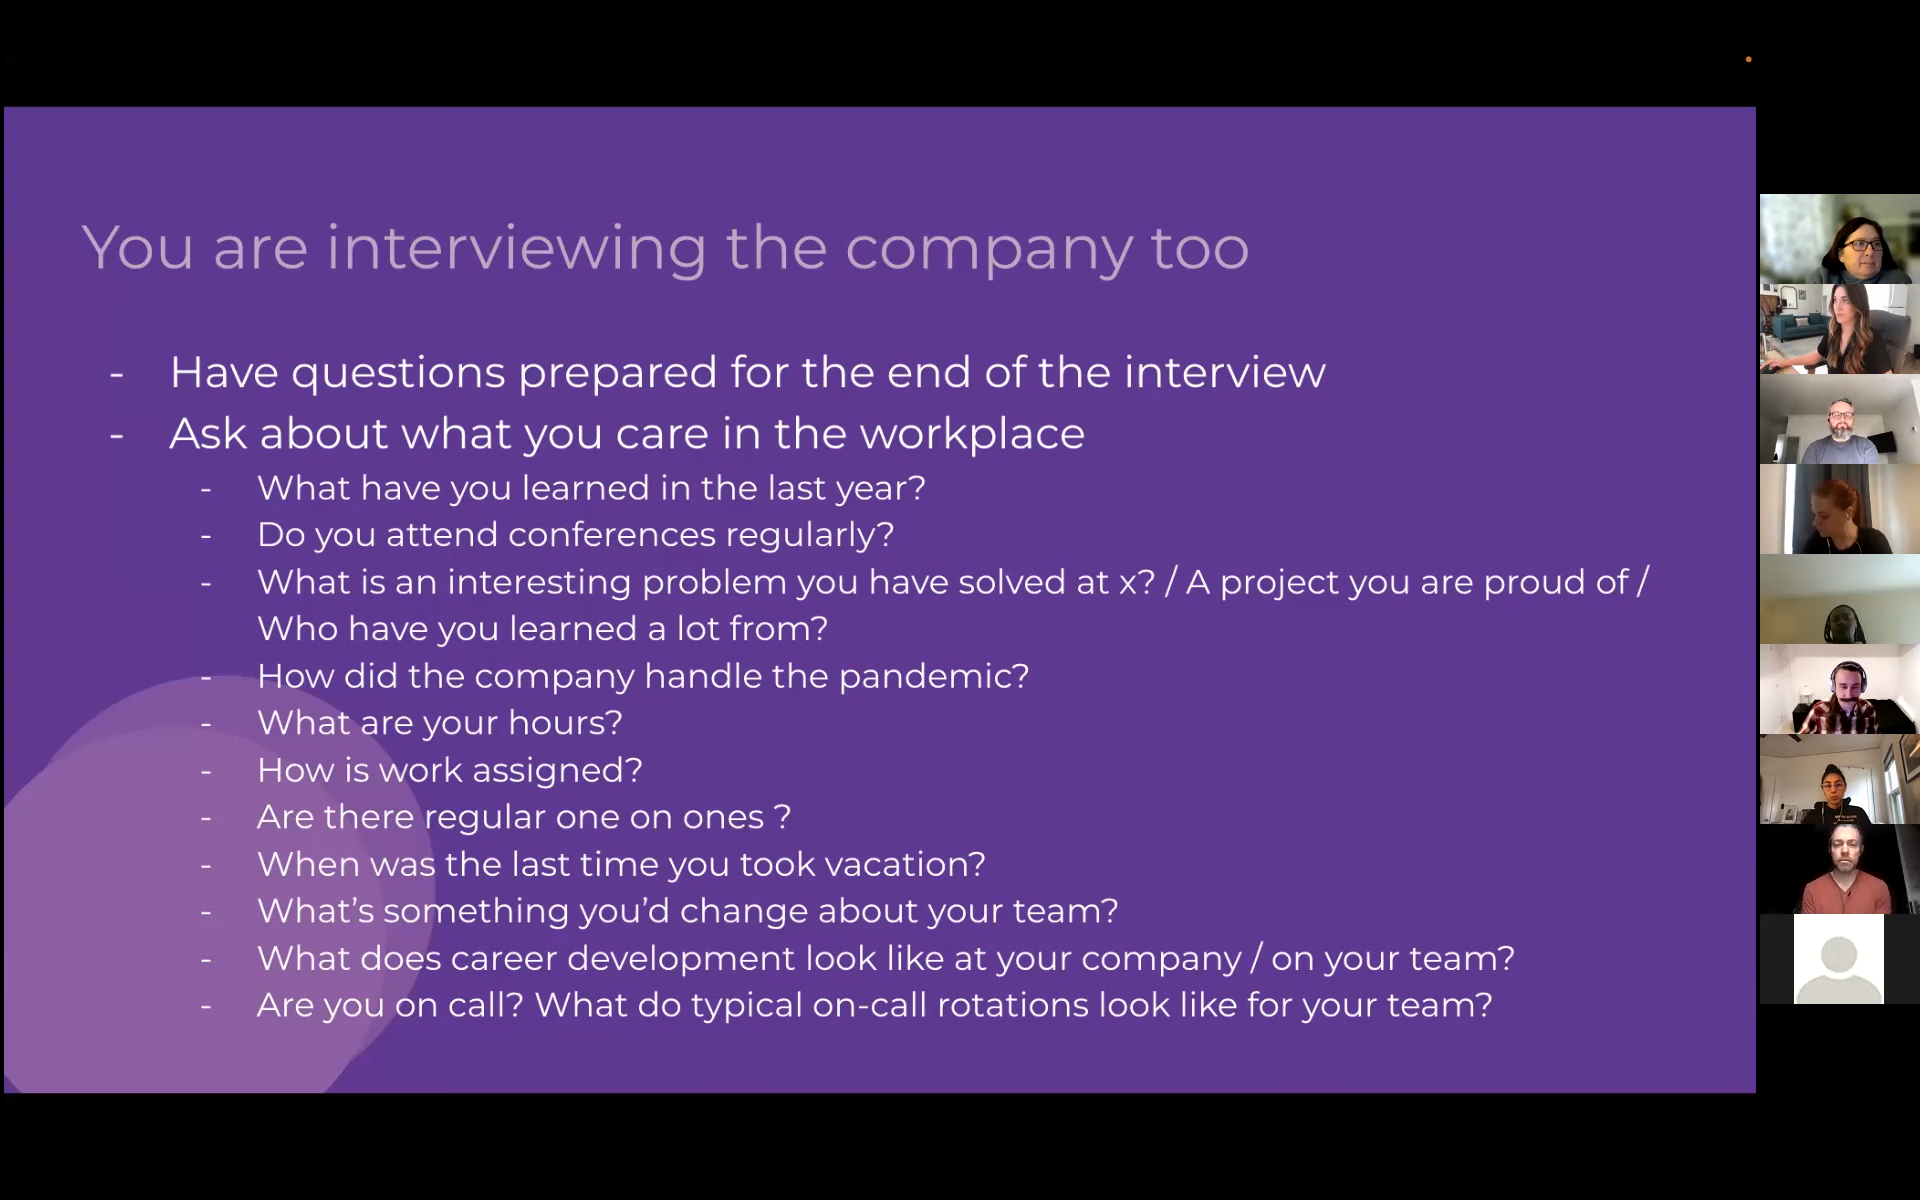 You are interviewing the company too
- Have questions prepared for the end of the interview
- Ask about what you care in the workplace
- What have you learned in the last year?
- Do you attend conferences regularly?
- What is an interesting problem you have solved at x? / A project you are proud of /
Who have you learned a lot from?
- How did the company handle the pandemic?
- What are your hours?
- How is work assigned?
- Are there regular one on ones ?
- When was the last time you took vacation?
- What's something you'd change about your team?
- What does career development look like at your company / on your team?
- Are you on call? What do typical on-call rotations look like for your team?